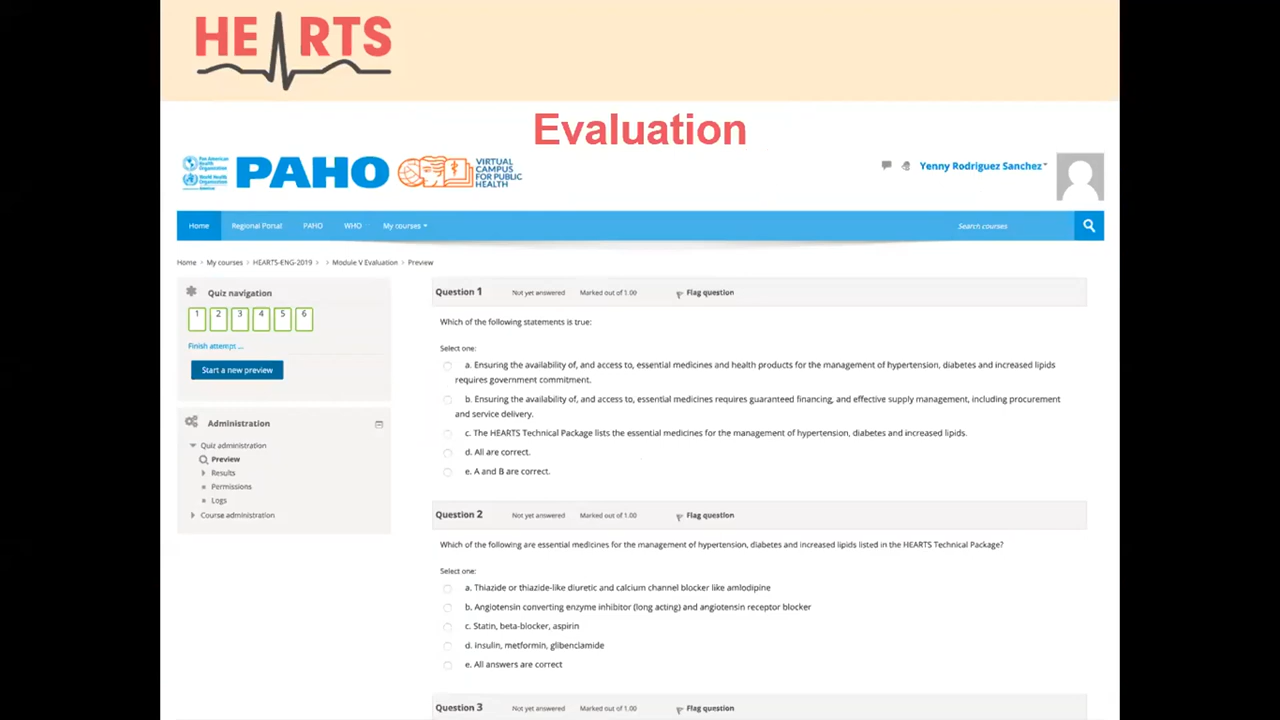 HEARTS
Evaluation
Pan American
Health
Organization
World Health
Organization
Americas
PAHO
VIRTUAL
CAMPUS
FOR PUBLIC
HEALTH
Yenny Rodriguez Sanchez
Home
Regional Portal
PAHO
WHO
My courses
Search courses
Home > My courses > HEARTS-ENG-2019 > > Module V Evaluation > Preview
Quiz navigation
1 2 3 4 5 6
Finish attempt ...
Start a new preview
Administration
Quiz administration
Preview
Results
Permissions
Logs
Course administration
Question 1 Not yet answered Marked out of 1.00 Flag question
Which of the following statements is true:
Select one:
a. Ensuring the availability of, and access to, essential medicines and health products for the management of hypertension, diabetes and increased lipids
requires government commitment.
b. Ensuring the availability of, and access to, essential medicines requires guaranteed financing, and effective supply management, including procurement
and service delivery.
c. The HEARTS Technical Package lists the essential medicines for the management of hypertension, diabetes and increased lipids.
d. All are correct.
e. A and B are correct.
Question 2 Not yet answered Marked out of 1.00 Flag question
Which of the following are essential medicines for the management of hypertension, diabetes and increased lipids listed in the HEARTS Technical Package?
Select one:
a. Thiazide or thiazide-like diuretic and calcium channel blocker like amlodipine
b. Angiotensin converting enzyme inhibitor (long acting) and angiotensin receptor blocker
c. Statin, beta-blocker, aspirin
d. Insulin, metformin, glibenclamide
e. All answers are correct
Question 3 Not yet answered Marked out of 1.00 Flag question